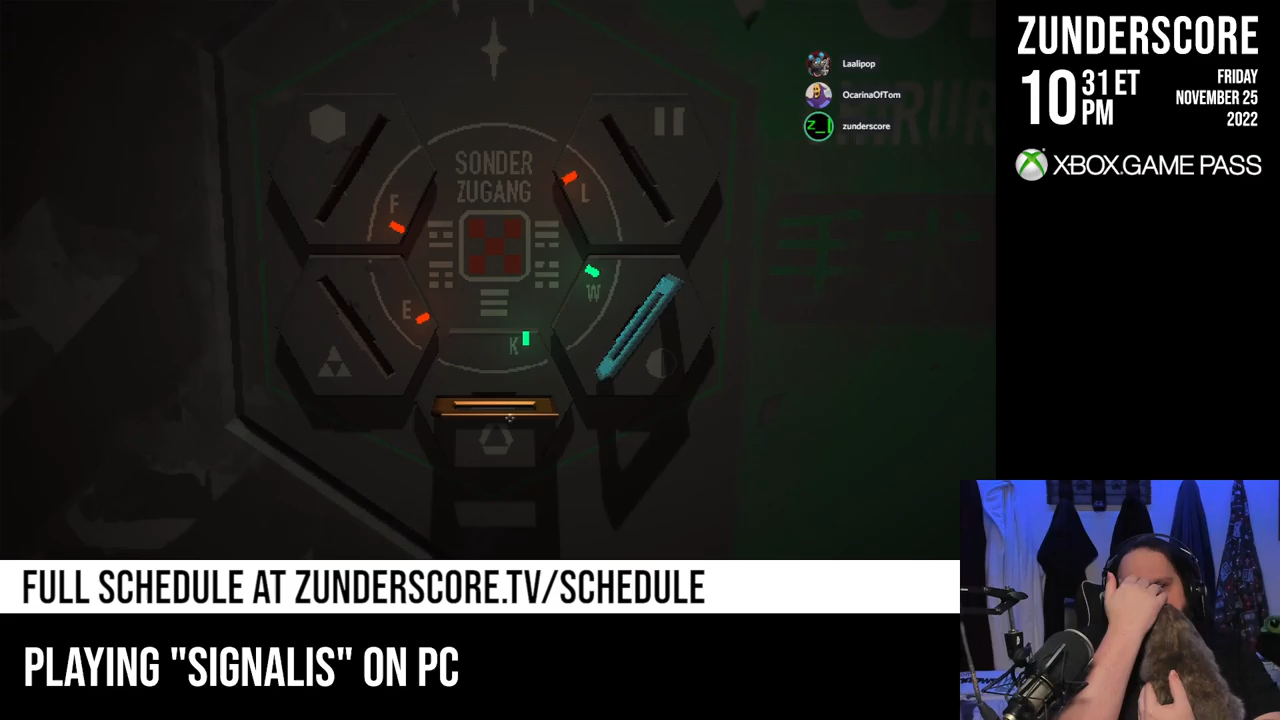 SONDER
ZUGANG
F
L
E
W
K
Laalipop
OcarinaOfTom
zunderscore
ZUNDERSCORE
10 31 ET
PM
FRIDAY
NOVEMBER 25
2022
XBOX GAME PASS
FULL SCHEDULE AT ZUNDERSCORE.TV/SCHEDULE
PLAYING "SIGNALIS" ON PC